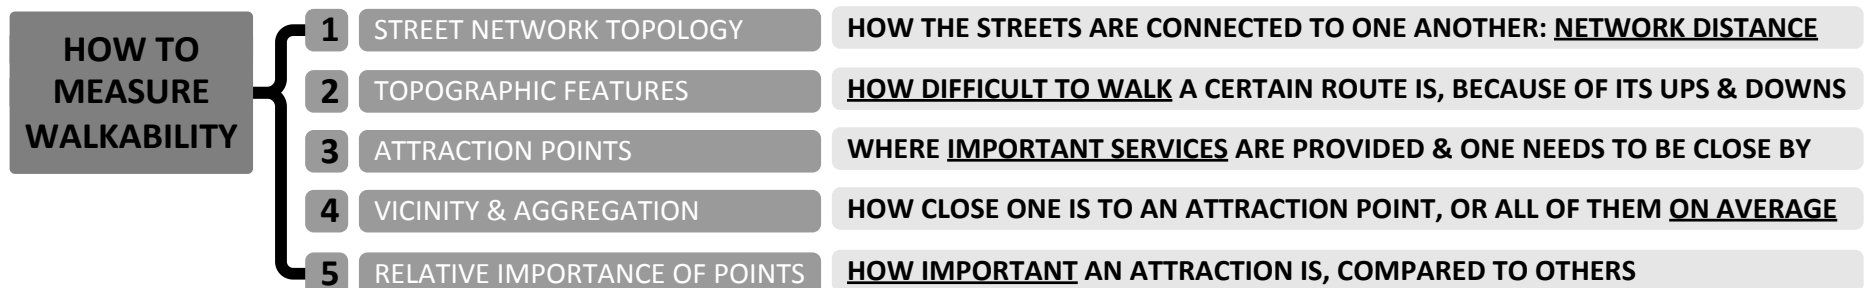 HOW TO
MEASURE
WALKABILITY
1 STREET NETWORK TOPOLOGY HOW THE STREETS ARE CONNECTED TO ONE ANOTHER: NETWORK DISTANCE
2 TOPOGRAPHIC FEATURES HOW DIFFICULT TO WALK A CERTAIN ROUTE IS, BECAUSE OF ITS UPS & DOWNS
3 ATTRACTION POINTS WHERE IMPORTANT SERVICES ARE PROVIDED & ONE NEEDS TO BE CLOSE BY
4 VICINITY & AGGREGATION HOW CLOSE ONE IS TO AN ATTRACTION POINT, OR ALL OF THEM ON AVERAGE
5 RELATIVE IMPORTANCE OF POINTS HOW IMPORTANT AN ATTRACTION IS, COMPARED TO OTHERS